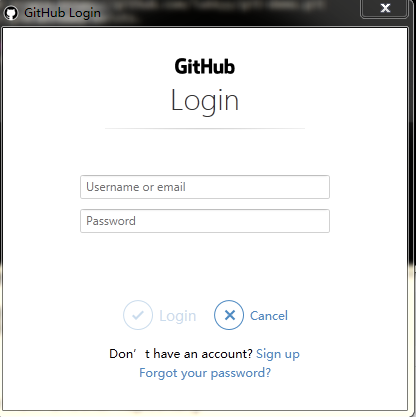 GitHub Login
GitHub
Login
Username or email
Password
Login
Cancel
Don’t have an account? Sign up
Forgot your password?